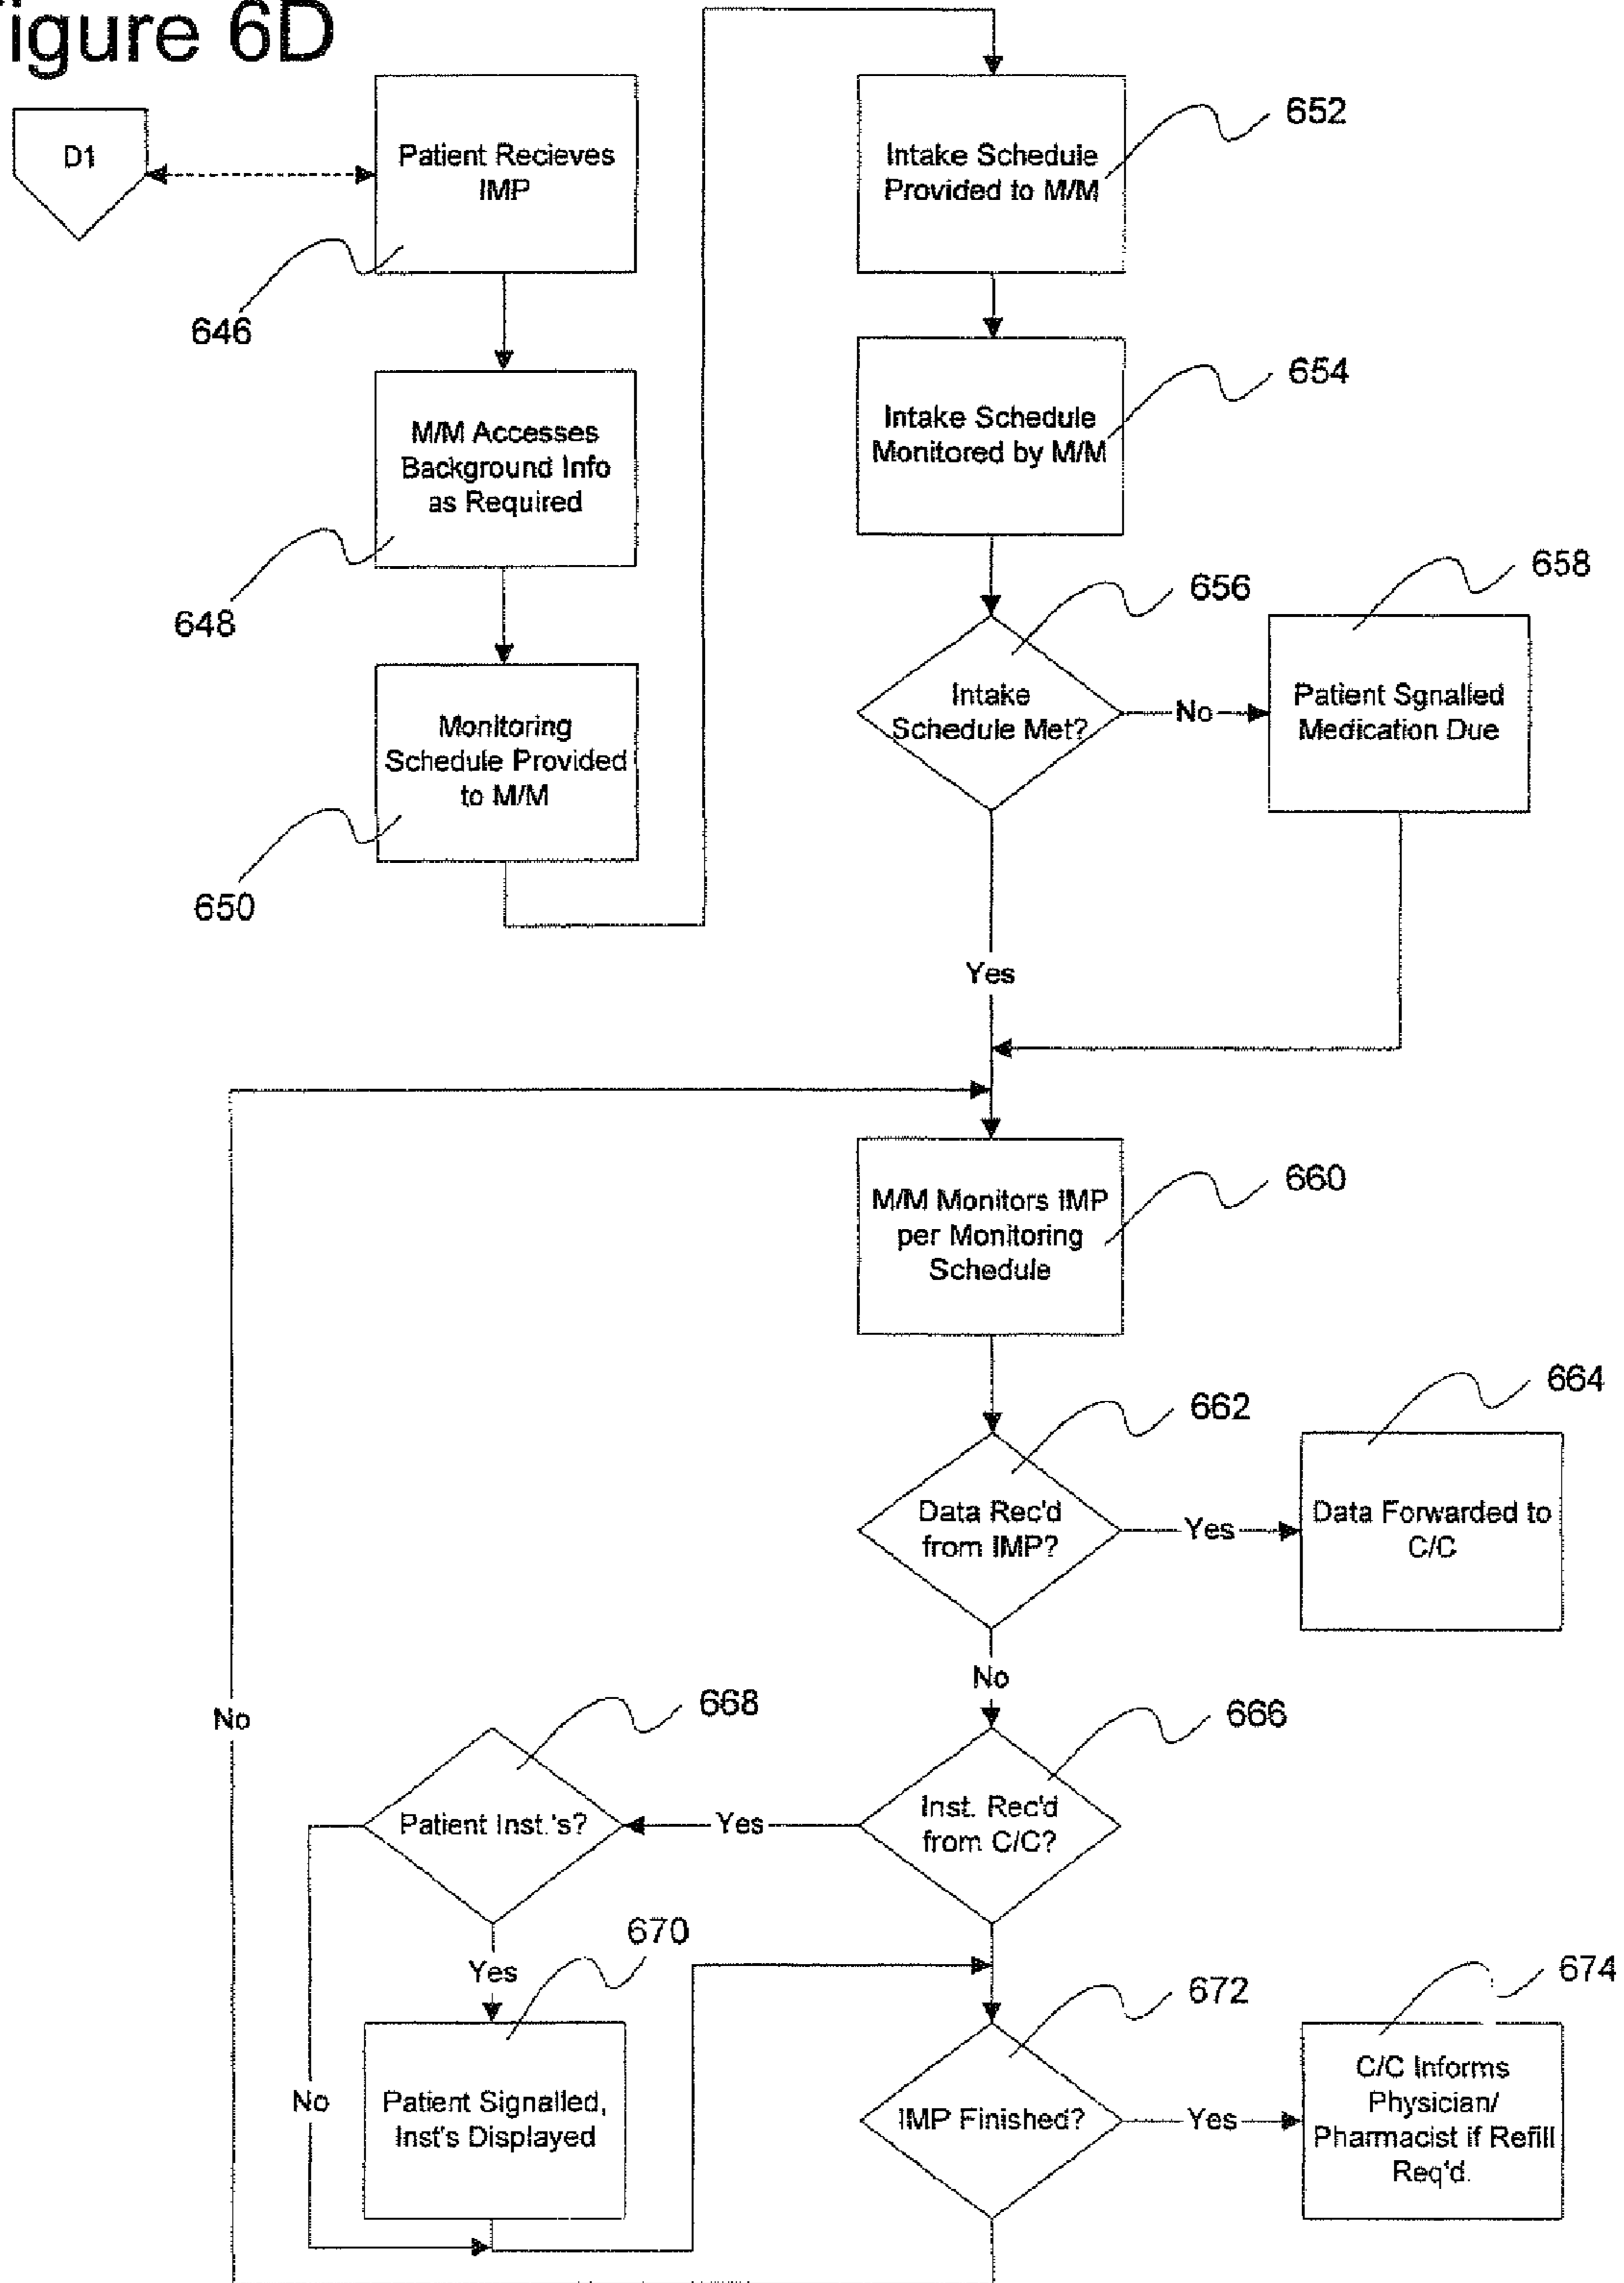 igure 6D
D1
Patient Recieves
IMP
646
M/M Accesses
Background Info
as Required
648
Monitoring
Schedule Provided
to M/M
650
Intake Schedule
Provided to M/M
652
Intake Schedule
Monitored by M/M
654
Intake
Schedule Met?
656
No
Patient Sgnalled
Medication Due
658
Yes
M/M Monitors IMP
per Monitoring
Schedule
660
Data Rec'd
from IMP?
662
Yes
Data Forwarded to
C/C
664
No
Inst. Rec'd
from C/C?
666
Yes
Patient Inst.'s?
668
Yes
No
Patient Signalled,
Inst's Displayed
670
IMP Finished?
672
Yes
C/C Informs
Physician/
Pharmacist if Refill
Req'd.
674
No